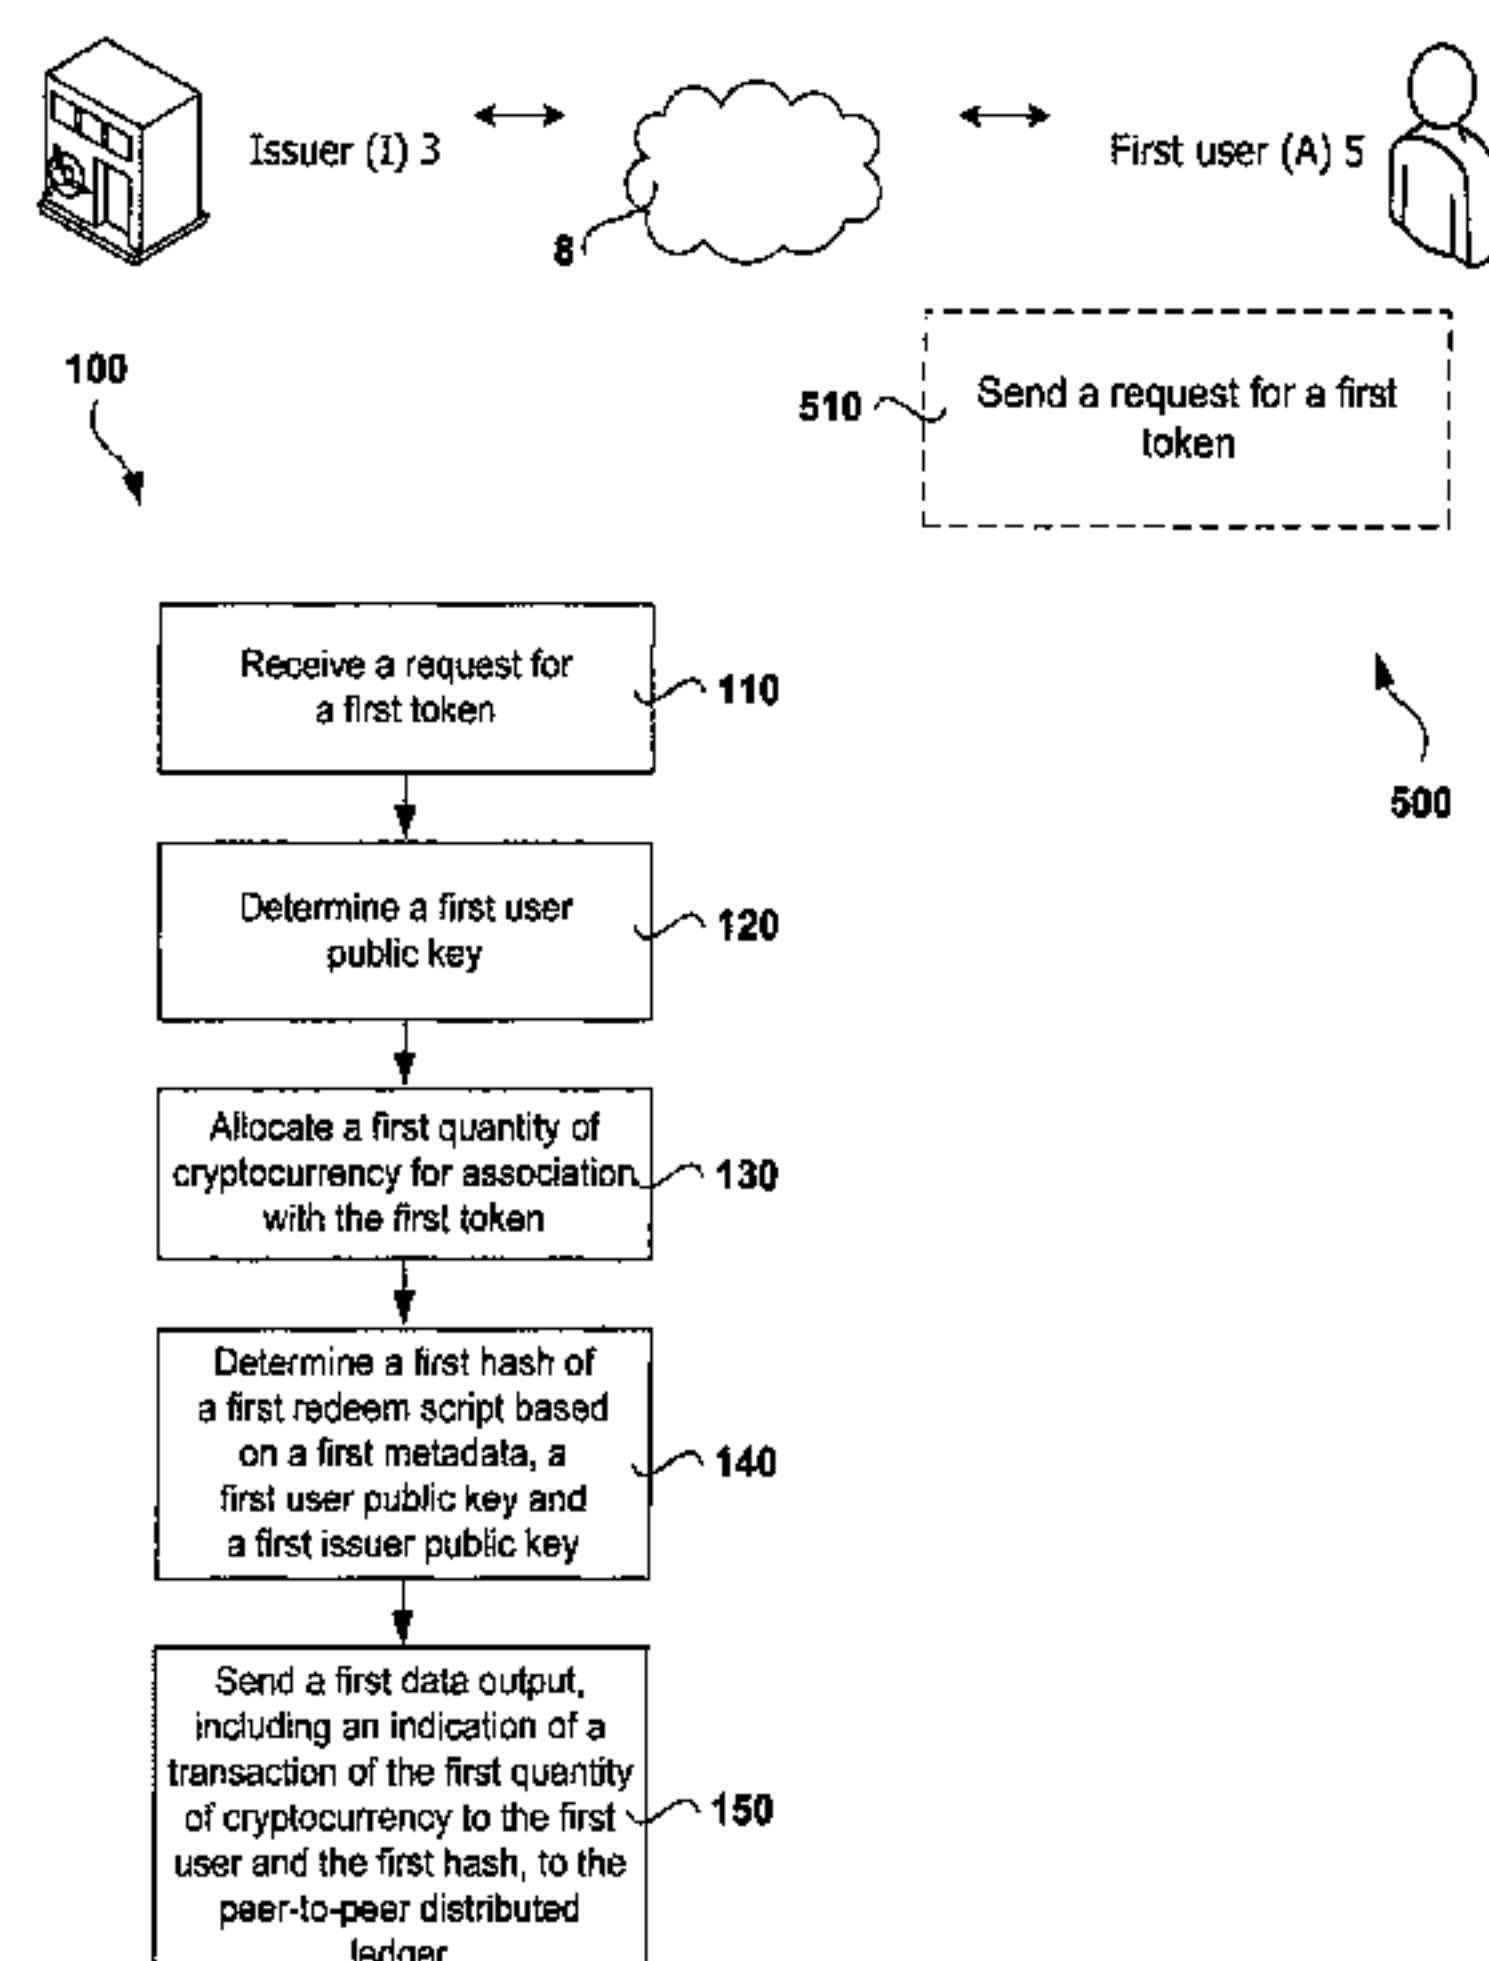 Issuer (I) 3
First user (A) 5
8
100
510
Send a request for a first
token
Receive a request for
a first token
110
500
Determine a first user
public key
120
Allocate a first quantity of
cryptocurrency for association
with the first token
130
Determine a first hash of
a first redeem script based
on a first metadata, a
first user public key and
a first issuer public key
140
Send a first data output,
including an indication of a
transaction of the first quantity
of cryptocurrency to the first
user and the first hash, to the
peer-to-peer distributed
ledger
150